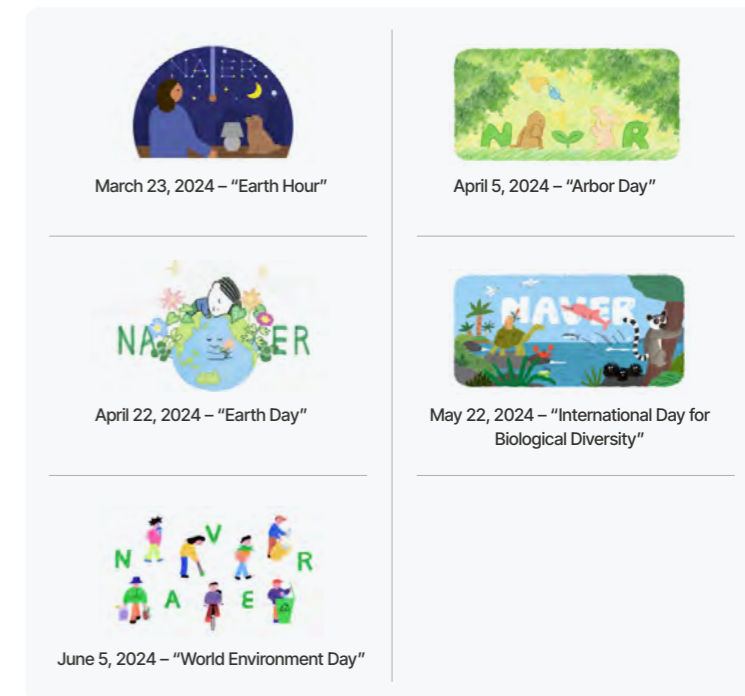 NAVER
March 23, 2024 – “Earth Hour”
N V R
April 5, 2024 – “Arbor Day”
NA ER
April 22, 2024 – “Earth Day”
NAVER
May 22, 2024 – “International Day for
Biological Diversity”
N V R
A E
June 5, 2024 – “World Environment Day”